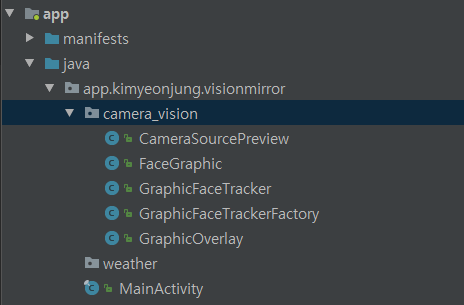 app
manifests
java
app.kimyeonjung.visionmirror
camera_vision
CameraSourcePreview
FaceGraphic
GraphicFaceTracker
GraphicFaceTrackerFactory
GraphicOverlay
weather
MainActivity